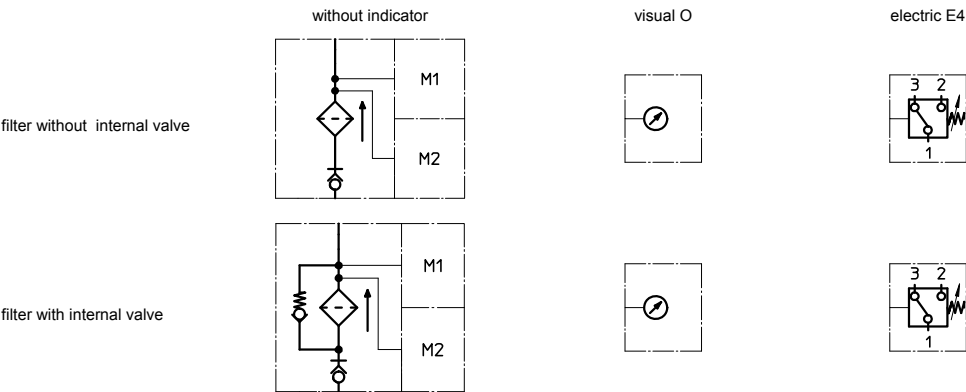 without indicator
visual O
electric E4
filter without internal valve
M1
M2
3 2
1
filter with internal valve
M1
M2
3 2
1